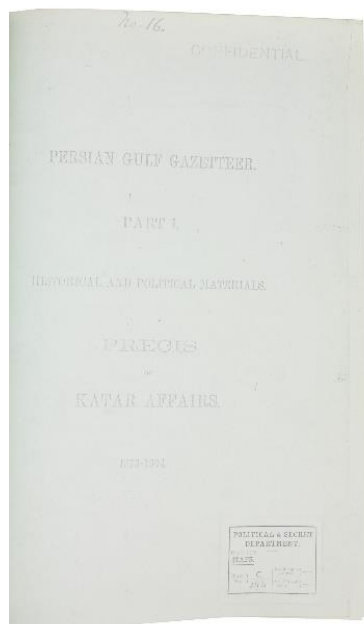 No. 16.
CONFIDENTIAL
PERSIAN GULF GAZETTEER.
PART I.
HISTORICAL AND POLITICAL MATERIALS.
PRECIS
OF
KATAR AFFAIRS.
POLITICAL & SECRET
DEPARTMENT.
C